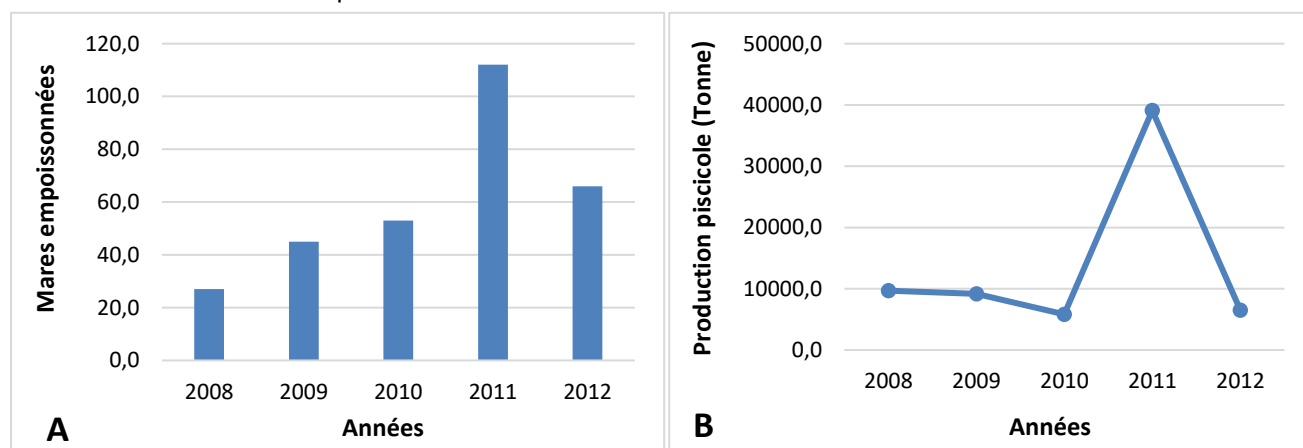 Mares empoissonnées
120,0
100,0
80,0
60,0
40,0
20,0
0,0
2008 2009 2010 2011 2012
Années
A
Production piscicole (Tonne)
50000,0
40000,0
30000,0
20000,0
10000,0
0,0
2008 2009 2010 2011 2012
Années
B